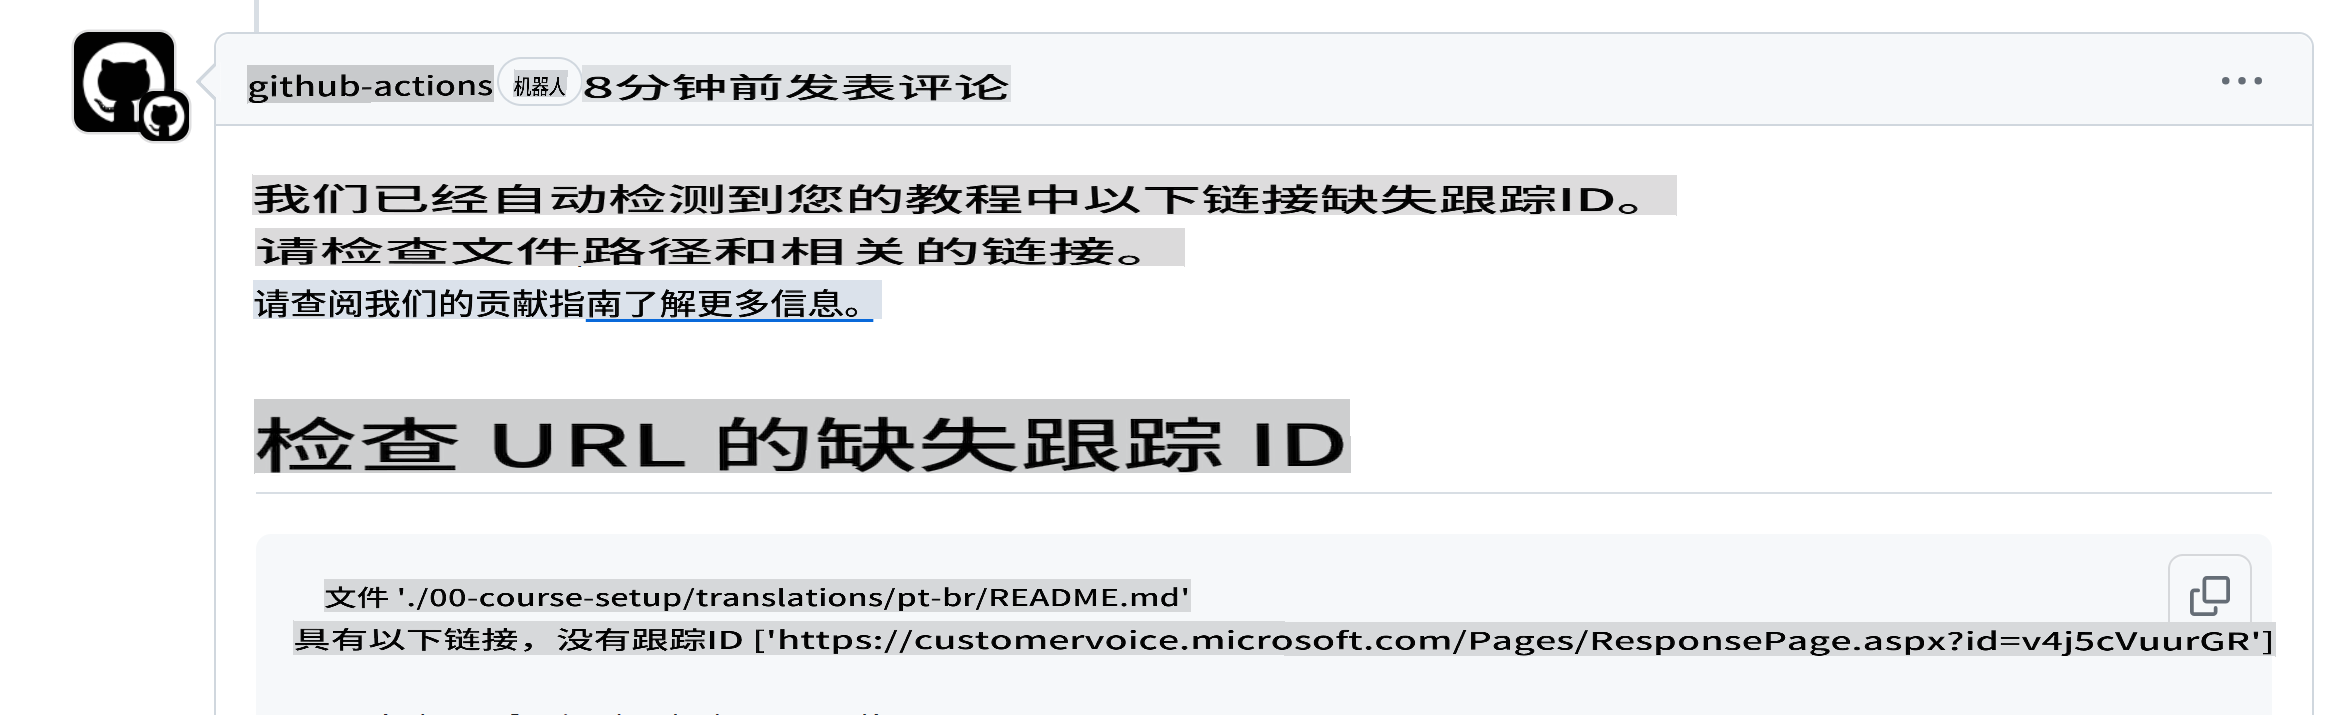 github-actions 机器人 8分钟前发表评论
我们已经自动检测到您的教程中以下链接缺失跟踪ID。
请检查文件路径和相关的链接。
请查阅我们的贡献指南了解更多信息。
检查 URL 的缺失跟踪 ID
文件 './00-course-setup/translations/pt-br/README.md'
具有以下链接，没有跟踪ID ['https://customervoice.microsoft.com/Pages/ResponsePage.aspx?id=v4j5cVuurGR']